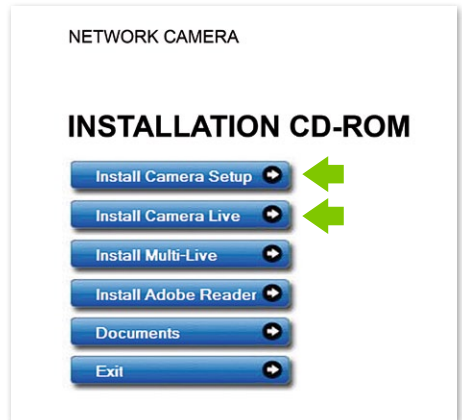 NETWORK CAMERA
INSTALLATION CD-ROM
Install Camera Setup
Install Camera Live
Install Multi-Live
Install Adobe Reader
Documents
Exit